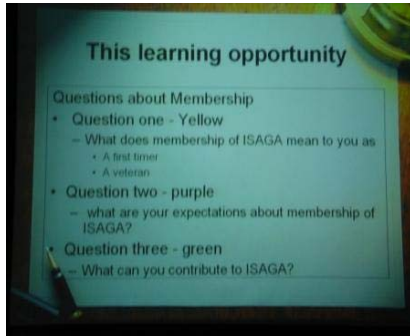 This learning opportunity
Questions about Membership
• Question one - Yellow
– What does membership of ISAGA mean to you as
• A first timer
• A veteran
• Question two - purple
– what are your expectations about membership of
ISAGA?
• Question three - green
– What can you contribute to ISAGA?